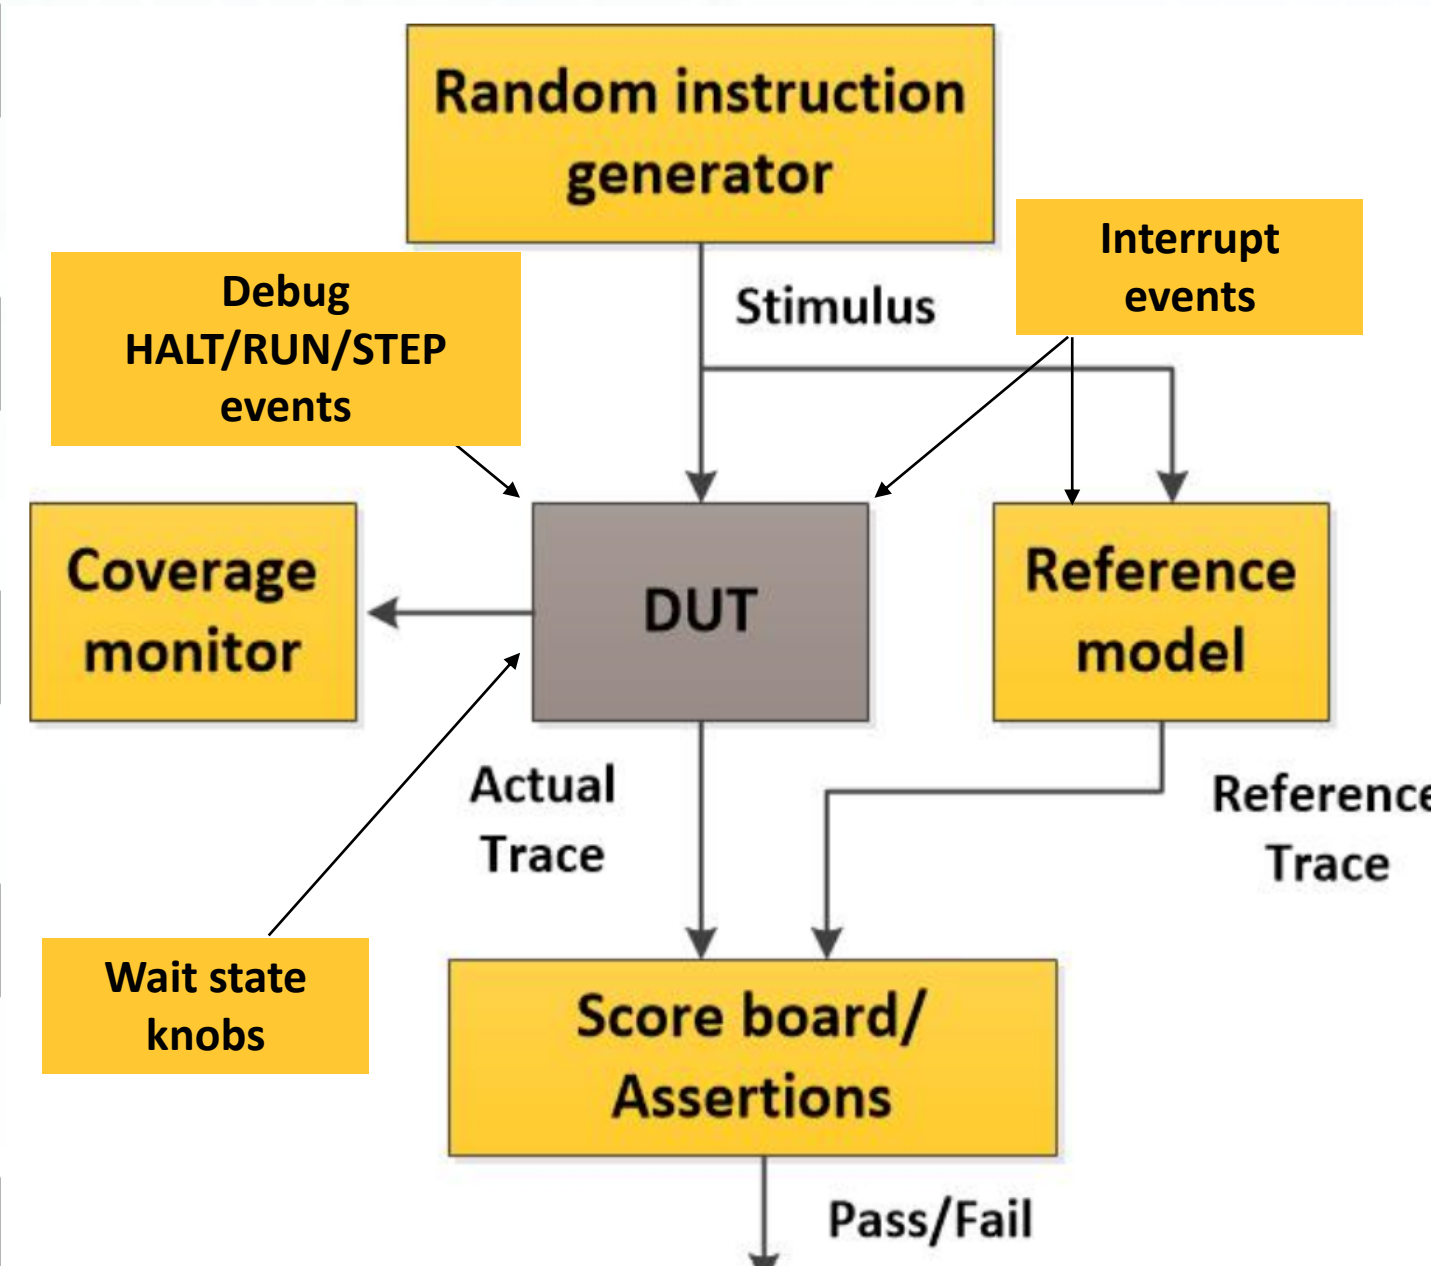 Random instruction
generator
Interrupt
events
Debug
HALT/RUN/STEP
events
Stimulus
Coverage
monitor
DUT
Reference
model
Actual
Trace
Reference
Trace
Wait state
knobs
Score board/
Assertions
Pass/Fail